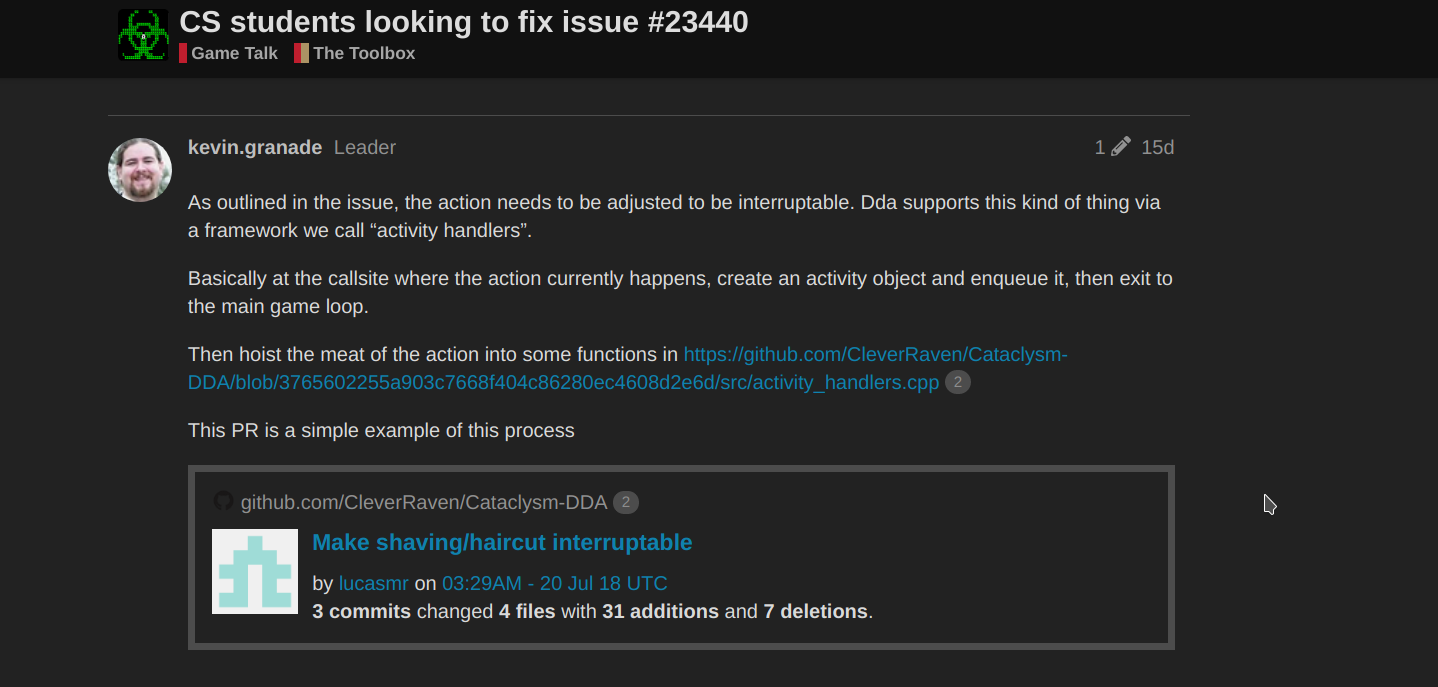 CS students looking to fix issue #23440
Game Talk The Toolbox
kevin.granade Leader 1 15d
As outlined in the issue, the action needs to be adjusted to be interruptable. Dda supports this kind of thing via
a framework we call “activity handlers”.
Basically at the callsite where the action currently happens, create an activity object and enqueue it, then exit to
the main game loop.
Then hoist the meat of the action into some functions in https://github.com/CleverRaven/Cataclysm-
DDA/blob/3765602255a903c7668f404c86280ec4608d2e6d/src/activity_handlers.cpp 2
This PR is a simple example of this process
github.com/CleverRaven/Cataclysm-DDA 2
Make shaving/haircut interruptable
by lucasmr on 03:29AM - 20 Jul 18 UTC
3 commits changed 4 files with 31 additions and 7 deletions.